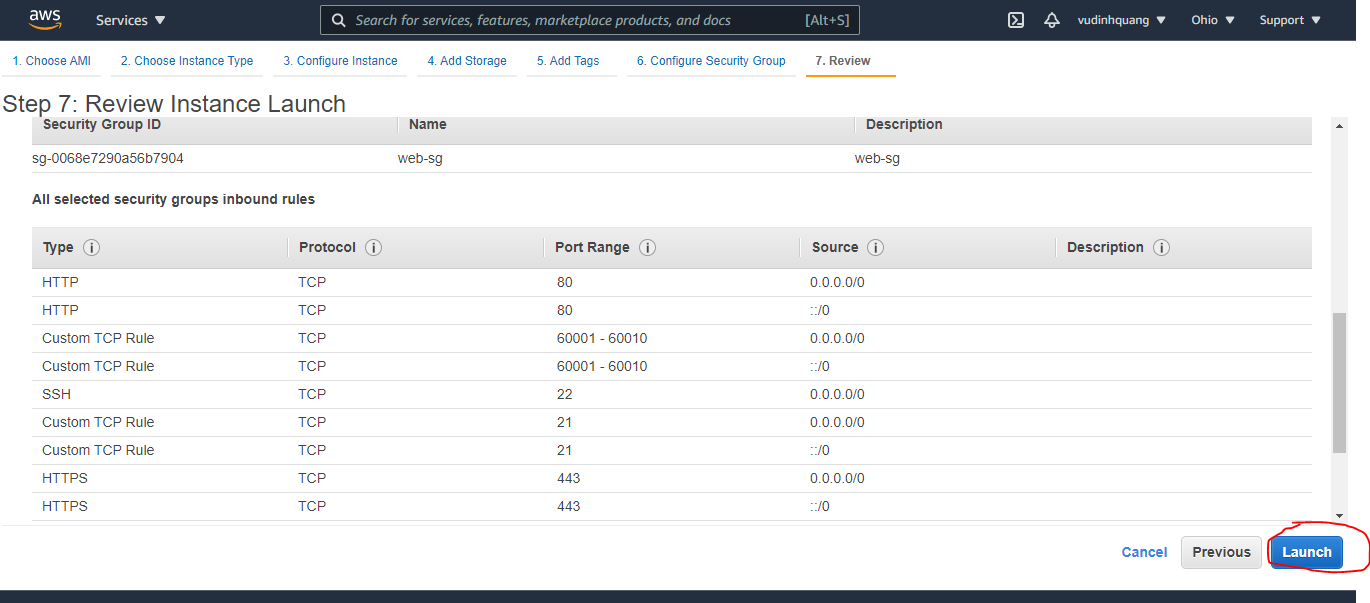 aws Services Search for services, features, marketplace products, and docs [Alt+S] vudinhquang Ohio Support
1. Choose AMI 2. Choose Instance Type 3. Configure Instance 4. Add Storage 5. Add Tags 6. Configure Security Group 7. Review
Step 7: Review Instance Launch
Security Group ID Name Description
sg-0068e7290a56b7904 web-sg web-sg
All selected security groups inbound rules
Type i Protocol i Port Range i Source i Description i
HTTP TCP 80 0.0.0.0/0
HTTP TCP 80 ::/0
Custom TCP Rule TCP 60001 - 60010 0.0.0.0/0
Custom TCP Rule TCP 60001 - 60010 ::/0
SSH TCP 22 0.0.0.0/0
Custom TCP Rule TCP 21 0.0.0.0/0
Custom TCP Rule TCP 21 ::/0
HTTPS TCP 443 0.0.0.0/0
HTTPS TCP 443 ::/0
Cancel Previous Launch